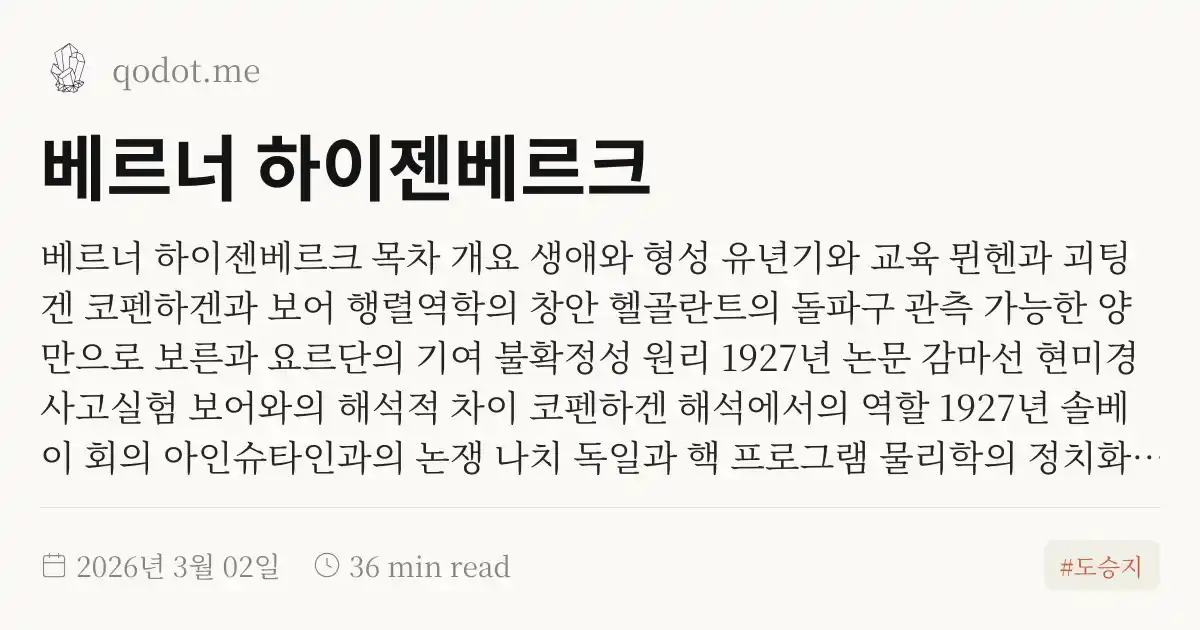 qodot.me
베르너 하이젠베르크
베르너 하이젠베르크 목차 개요 생애와 형성 유년기와 교육 뮌헨과 괴팅
겐 코펜하겐과 보어 행렬역학의 창안 헬골란트의 돌파구 관측 가능한 양
만으로 보른과 요르단의 기여 불확정성 원리 1927년 논문 감마선 현미경
사고실험 보어와의 해석적 차이 코펜하겐 해석에서의 역할 1927년 솔베
이 회의 아인슈타인과의 논쟁 나치 독일과 핵 프로그램 물리학의 정치화…
2026년 3월 02일
36 min read
#도승지